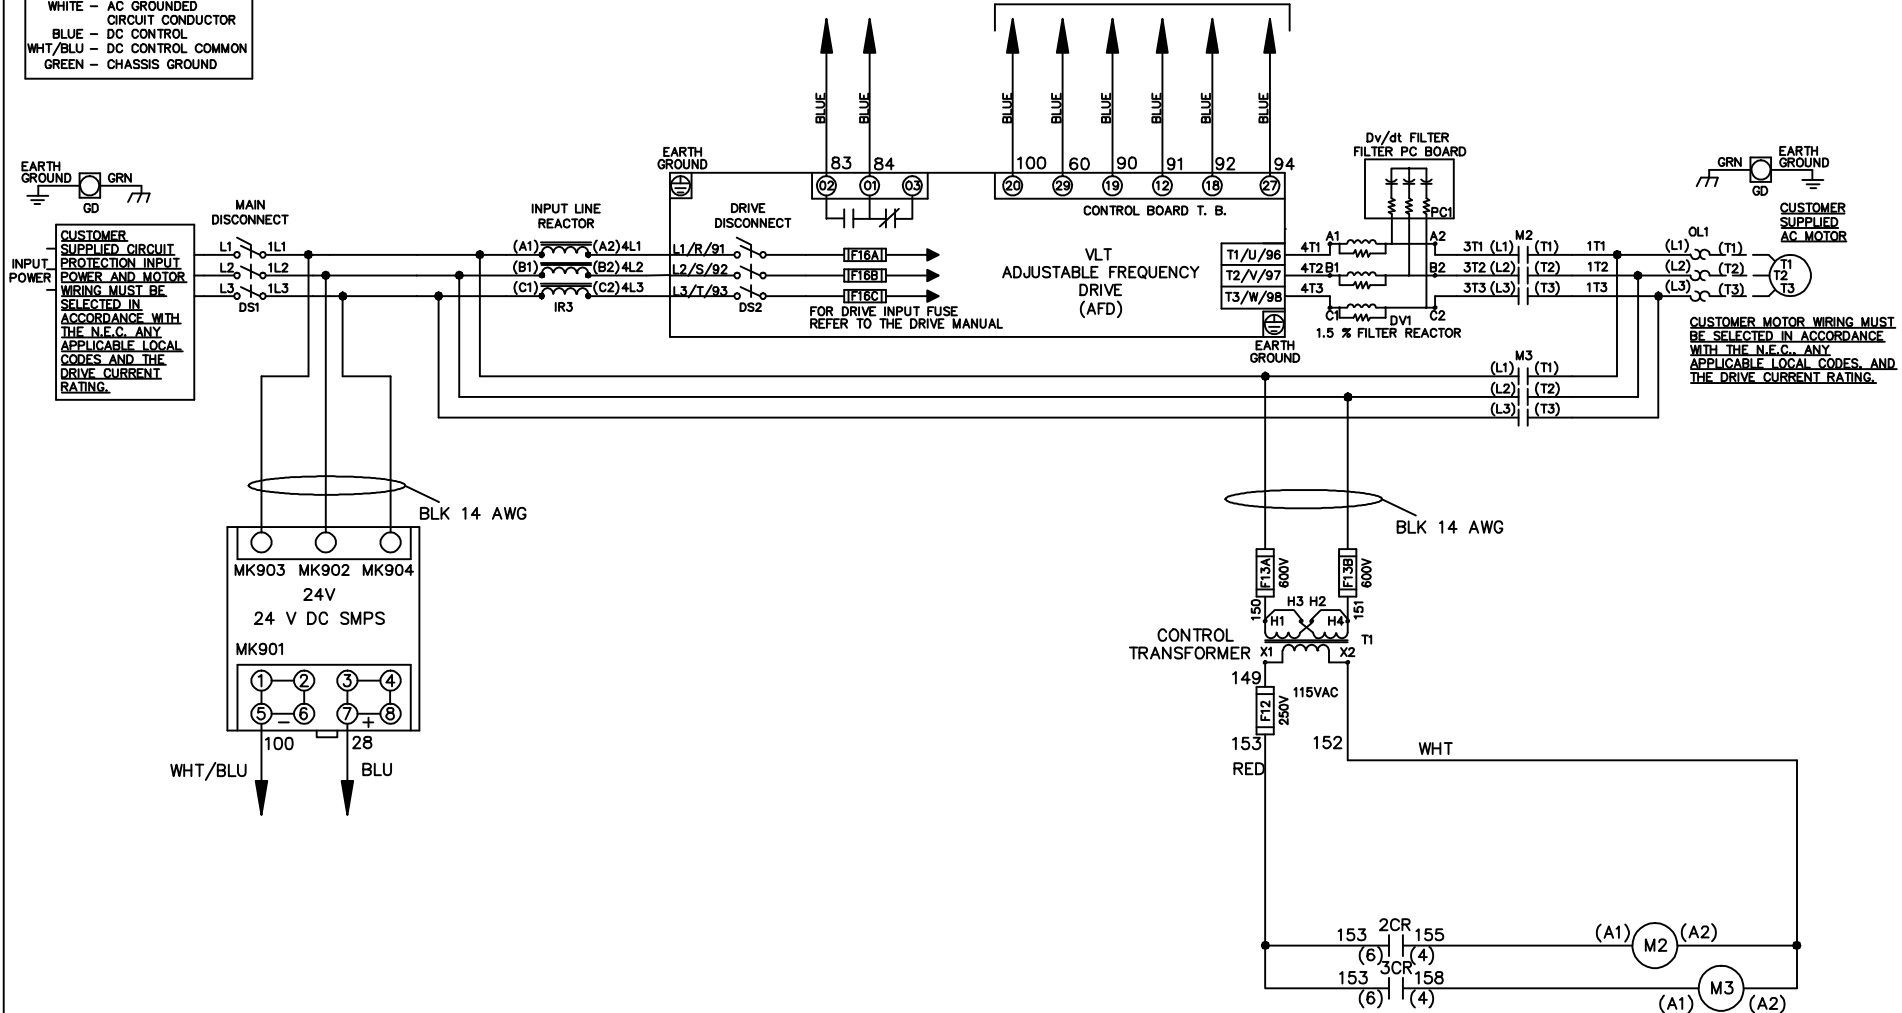 WHITE – AC GROUNDED
CIRCUIT CONDUCTOR
BLUE – DC CONTROL
WHT/BLU – DC CONTROL COMMON
GREEN – CHASSIS GROUND
BLUE
BLUE
BLUE
BLUE
BLUE
BLUE
BLUE
BLUE
EARTH
GROUND
GRN
GD
EARTH
GROUND
83
84
02
01
03
100
60
90
91
92
94
20
29
19
12
18
27
CONTROL BOARD T. B.
Dv/dt FILTER
FILTER PC BOARD
PC1
GRN
EARTH
GROUND
GD
CUSTOMER
SUPPLIED
AC MOTOR
INPUT
POWER
CUSTOMER
SUPPLIED CIRCUIT
PROTECTION INPUT
POWER AND MOTOR
WIRING MUST BE
SELECTED IN
ACCORDANCE WITH
THE N.E.C. ANY
APPLICABLE LOCAL
CODES AND THE
DRIVE CURRENT
RATING.
MAIN
DISCONNECT
L1 1L1
L2 1L2
L3 1L3
DS1
INPUT LINE
REACTOR
(A1) (A2) 4L1
(B1) (B2) 4L2
(C1) (C2) 4L3
IR3
L1/R/91
L2/S/92
L3/T/93
DRIVE
DISCONNECT
DS2
F16A
F16B
F16C
FOR DRIVE INPUT FUSE
REFER TO THE DRIVE MANUAL
VLT
ADJUSTABLE FREQUENCY
DRIVE
(AFD)
T1/U/96
T2/V/97
T3/W/98
EARTH
GROUND
4T1 A1 A2
4T2 B1 B2
4T3 C1 C2
DV1
1.5 % FILTER REACTOR
M2
3T1 (L1) (T1) 1T1
3T2 (L2) (T2) 1T2
3T3 (L3) (T3) 1T3
OL1
(L1) (T1)
(L2) (T2)
(L3) (T3)
T1
T2
T3
CUSTOMER MOTOR WIRING MUST
BE SELECTED IN ACCORDANCE
WITH THE N.E.C.. ANY
APPLICABLE LOCAL CODES. AND
THE DRIVE CURRENT RATING.
M3
(L1) (T1)
(L2) (T2)
(L3) (T3)
BLK 14 AWG
MK903 MK902 MK904
24V
24 V DC SMPS
MK901
1 2 3 4
5 – 6 7 + 8
100 28
WHT/BLU BLU
BLK 14 AWG
F13A
600V
F13B
600V
150
151
H3 H2
H1 H4
T1
CONTROL
TRANSFORMER
X1 X2
149
115VAC
F12
250V
153
RED
152
WHT
2CR
153 155
(6) (4)
(A1) M2 (A2)
3CR
153 158
(6) (4)
(A1) M3 (A2)